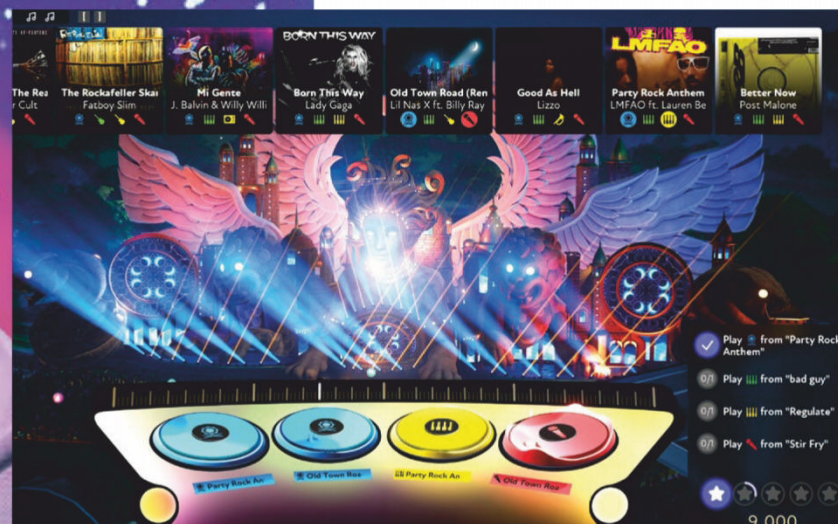 The Rea
r Cult
The Rockafeller Skan
Fatboy Slim
Mi Gente
J. Balvin & Willy Willi
BORN THIS WAY
Born This Way
Lady Gaga
Old Town Road (Ren
Lil Nas X ft. Billy Ray
Good As Hell
Lizzo
LMFAO
Party Rock Anthem
LMFAO ft. Lauren Be
Better Now
Post Malone
Play from "Party Rock
Anthem"
0/1 Play from "bad guy"
0/1 Play from "Regulate"
0/1 Play from "Stir Fry"
Party Rock An
Old Town Roa
Party Rock An
Old Town Roa
9,000